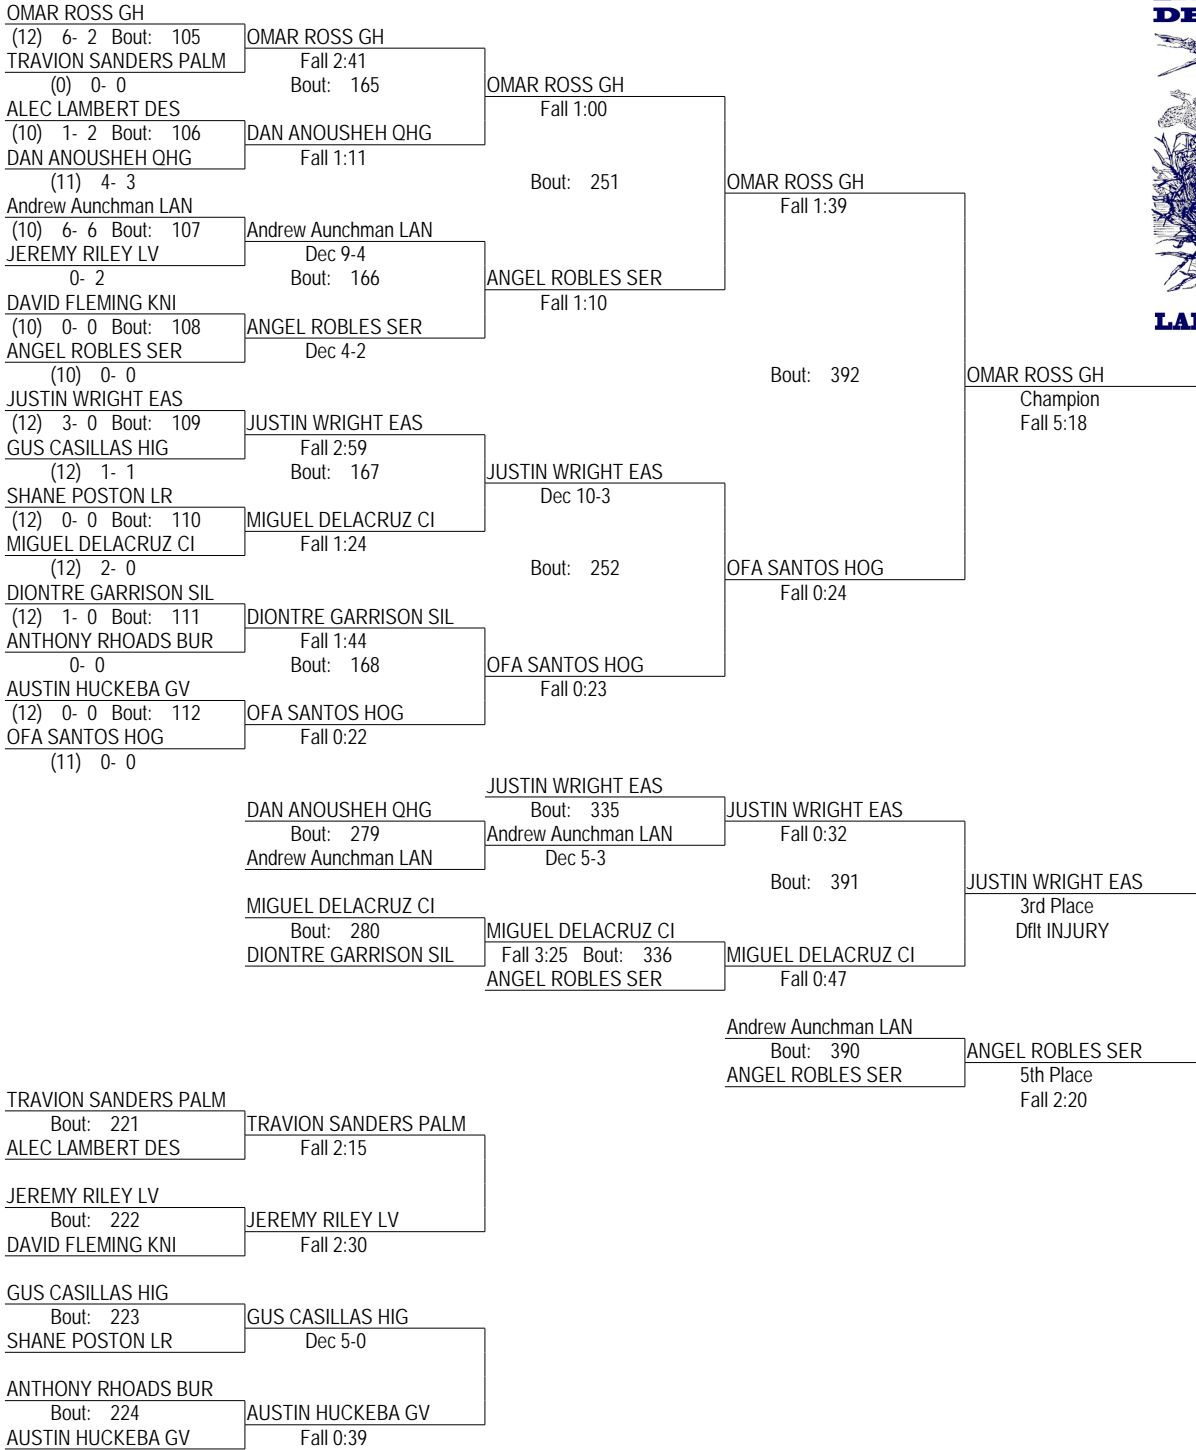 OMAR ROSS GH
(12) 6- 2 Bout: 105
TRAVION SANDERS PALM
(0) 0- 0
ALEC LAMBERT DES
(10) 1- 2 Bout: 106
DAN ANOUSHEH QHG
(11) 4- 3
Andrew Aunchman LAN
(10) 6- 6 Bout: 107
JEREMY RILEY LV
0- 2
DAVID FLEMING KNI
(10) 0- 0 Bout: 108
ANGEL ROBLES SER
(10) 0- 0
JUSTIN WRIGHT EAS
(12) 3- 0 Bout: 109
GUS CASILLAS HIG
(12) 1- 1
SHANE POSTON LR
(12) 0- 0 Bout: 110
MIGUEL DELACRUZ CI
(12) 2- 0
DIONTRE GARRISON SIL
(12) 1- 0 Bout: 111
ANTHONY RHOADS BUR
0- 0
AUSTIN HUCKEBA GV
(12) 0- 0 Bout: 112
OFA SANTOS HOG
(11) 0- 0
OMAR ROSS GH
Fall 2:41
Bout: 165
DAN ANOUSHEH QHG
Fall 1:11
Andrew Aunchman LAN
Dec 9-4
Bout: 166
ANGEL ROBLES SER
Dec 4-2
JUSTIN WRIGHT EAS
Fall 2:59
Bout: 167
MIGUEL DELACRUZ CI
Fall 1:24
DIONTRE GARRISON SIL
Fall 1:44
Bout: 168
OFA SANTOS HOG
Fall 0:22
OMAR ROSS GH
Fall 1:00
Bout: 251
ANGEL ROBLES SER
Fall 1:10
JUSTIN WRIGHT EAS
Dec 10-3
Bout: 252
OFA SANTOS HOG
Fall 0:23
OMAR ROSS GH
Fall 1:39
Bout: 392
OFA SANTOS HOG
Fall 0:24
OMAR ROSS GH
Champion
Fall 5:18
DAN ANOUSHEH QHG
Bout: 279
Andrew Aunchman LAN
MIGUEL DELACRUZ CI
Bout: 280
DIONTRE GARRISON SIL
JUSTIN WRIGHT EAS
Bout: 335
Andrew Aunchman LAN
Dec 5-3
MIGUEL DELACRUZ CI
Fall 3:25 Bout: 336
ANGEL ROBLES SER
JUSTIN WRIGHT EAS
Fall 0:32
Bout: 391
MIGUEL DELACRUZ CI
Fall 0:47
JUSTIN WRIGHT EAS
3rd Place
Dflt INJURY
Andrew Aunchman LAN
Bout: 390
ANGEL ROBLES SER
ANGEL ROBLES SER
5th Place
Fall 2:20
TRAVION SANDERS PALM
Bout: 221
ALEC LAMBERT DES
TRAVION SANDERS PALM
Fall 2:15
JEREMY RILEY LV
Bout: 222
DAVID FLEMING KNI
JEREMY RILEY LV
Fall 2:30
GUS CASILLAS HIG
Bout: 223
SHANE POSTON LR
GUS CASILLAS HIG
Dec 5-0
ANTHONY RHOADS BUR
Bout: 224
AUSTIN HUCKEBA GV
AUSTIN HUCKEBA GV
Fall 0:39